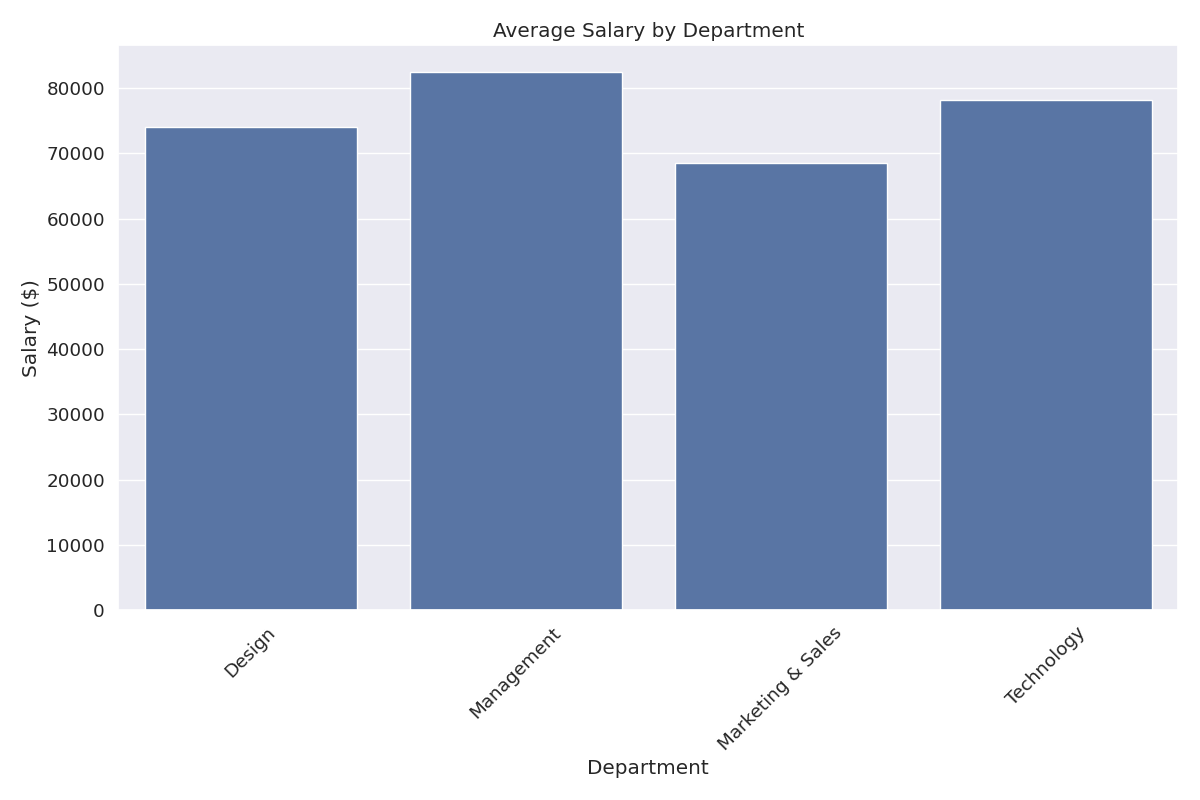 Average Salary by Department
Salary ($)
80000
70000
60000
50000
40000
30000
20000
10000
0
Design
Management
Marketing & Sales
Technology
Department